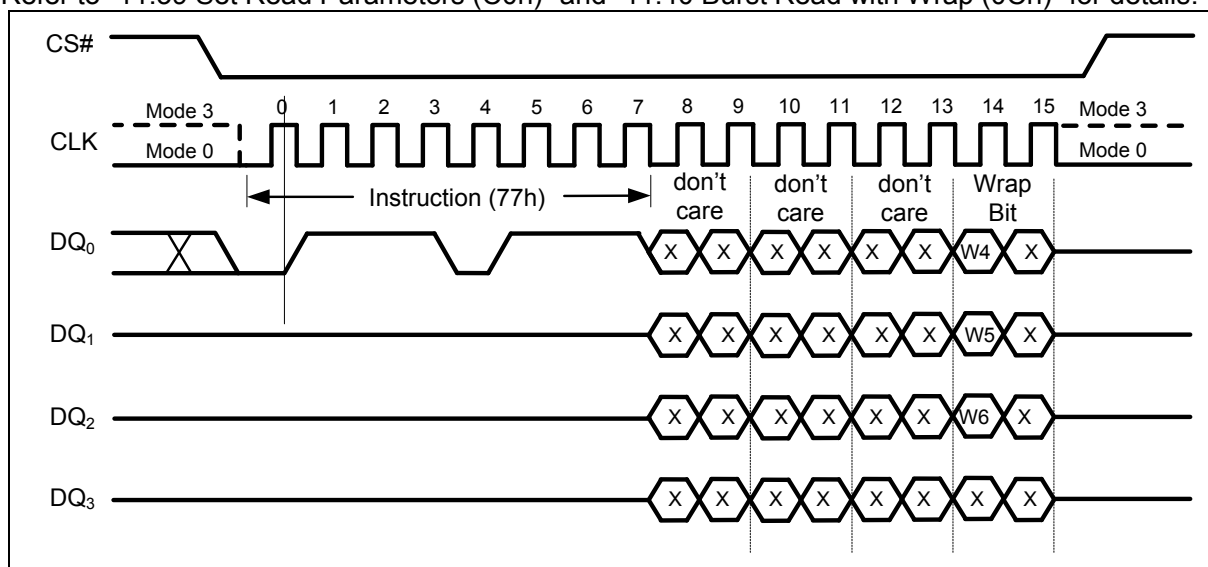 Refer to "11.30 Set Read Parameters (C0h)" and "11.40 Burst Read with Wrap (0Ch)" for details.
CS#
Mode 3 0 1 2 3 4 5 6 7 8 9 10 11 12 13 14 15 Mode 3
CLK
Mode 0 Mode 0
Instruction (77h)
don't care don't care don't care Wrap Bit
DQ0 X X X X X X W4 X
DQ1 X X X X X X W5 X
DQ2 X X X X X X W6 X
DQ3 X X X X X X X X